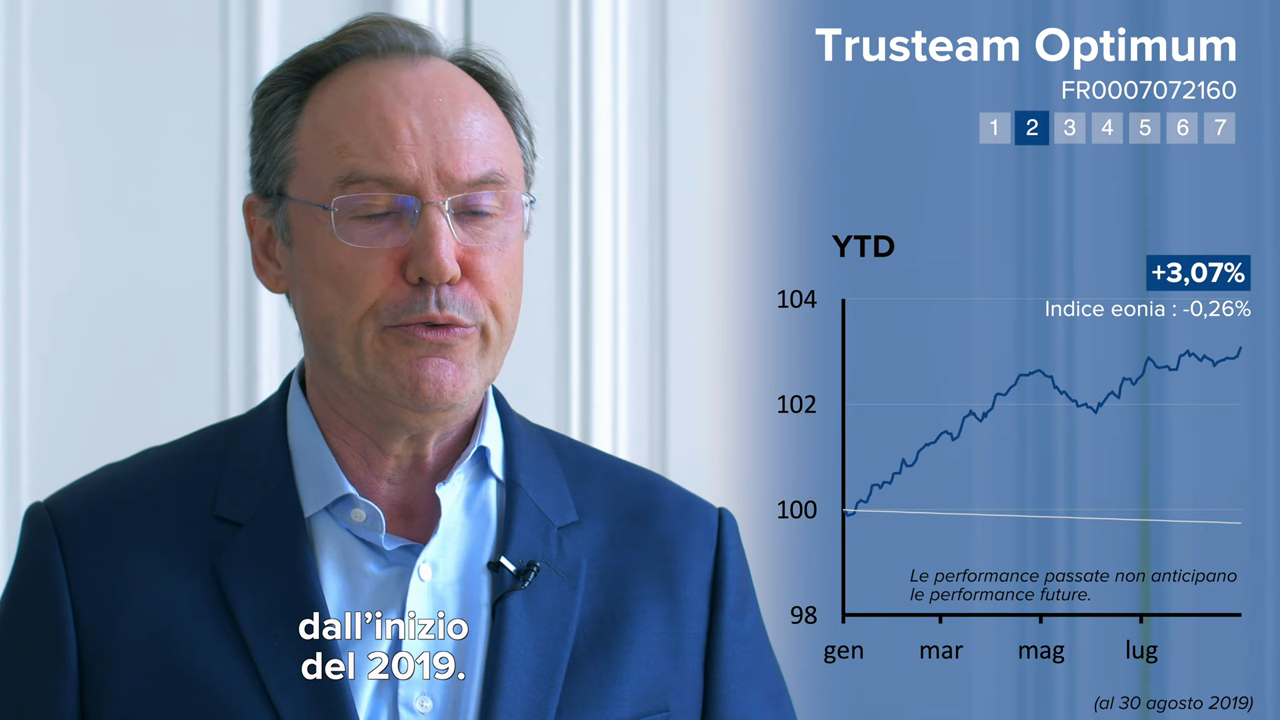 Trusteam Optimum
FR0007072160
1 2 3 4 5 6 7
YTD
+3,07%
Indice eonia : -0,26%
104
102
100
98
Le performance passate non anticipano
le performance future.
gen mar mag lug
(al 30 agosto 2019)
dall'inizio
del 2019.